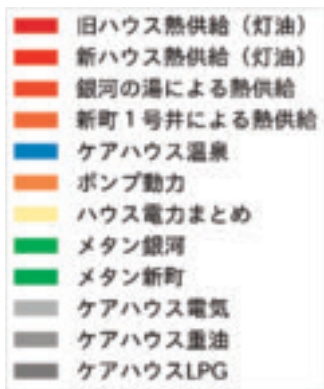 旧ハウス熱供給（灯油）
新ハウス熱供給（灯油）
銀河の湯による熱供給
新町１号井による熱供給
ケアハウス温泉
ポンプ動力
ハウス電力まとめ
メタン銀河
メタン新町
ケアハウス電気
ケアハウス重油
ケアハウスLPG